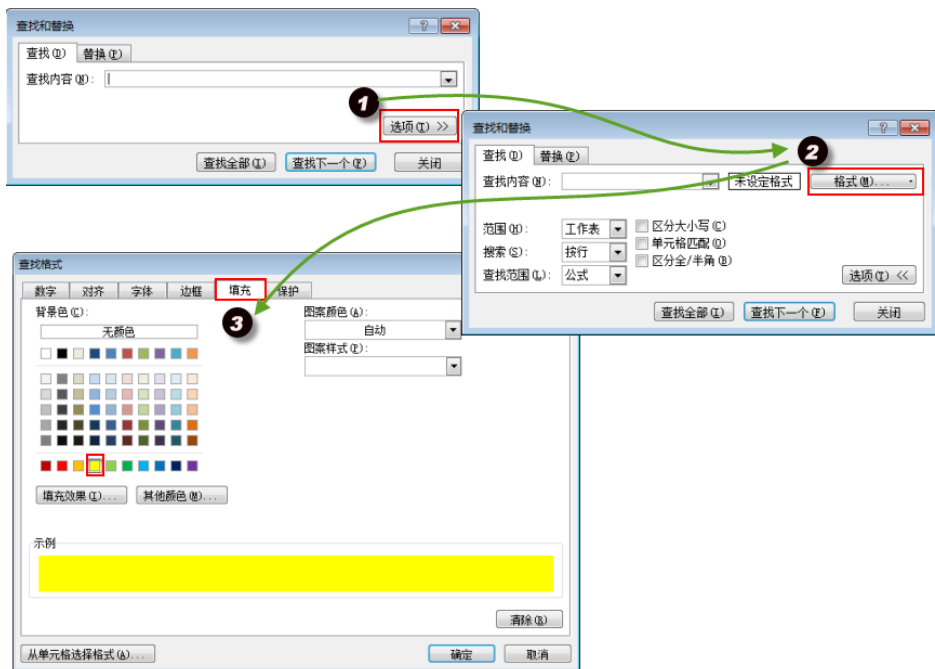 查找和替换
查找(D) 替换(P)
查找内容(N):
1
选项(T) >>
查找全部(I) 查找下一个(F) 关闭
查找和替换
2
查找(D) 替换(P)
查找内容(N): 未设定格式 格式(M)...
范围(H): 工作表 区分大小写(C)
单元格匹配(O)
搜索(S): 按行
区分全/半角(B)
查找范围(L): 公式
选项(T) <<
查找全部(I) 查找下一个(F) 关闭
查找格式
数字 对齐 字体 边框 填充 保护
3
背景色(C): 图案颜色(A):
无颜色 自动
图案样式(P):
填充效果(I)... 其他颜色(M)...
示例
清除(R)
从单元格选择格式(A)... 确定 取消